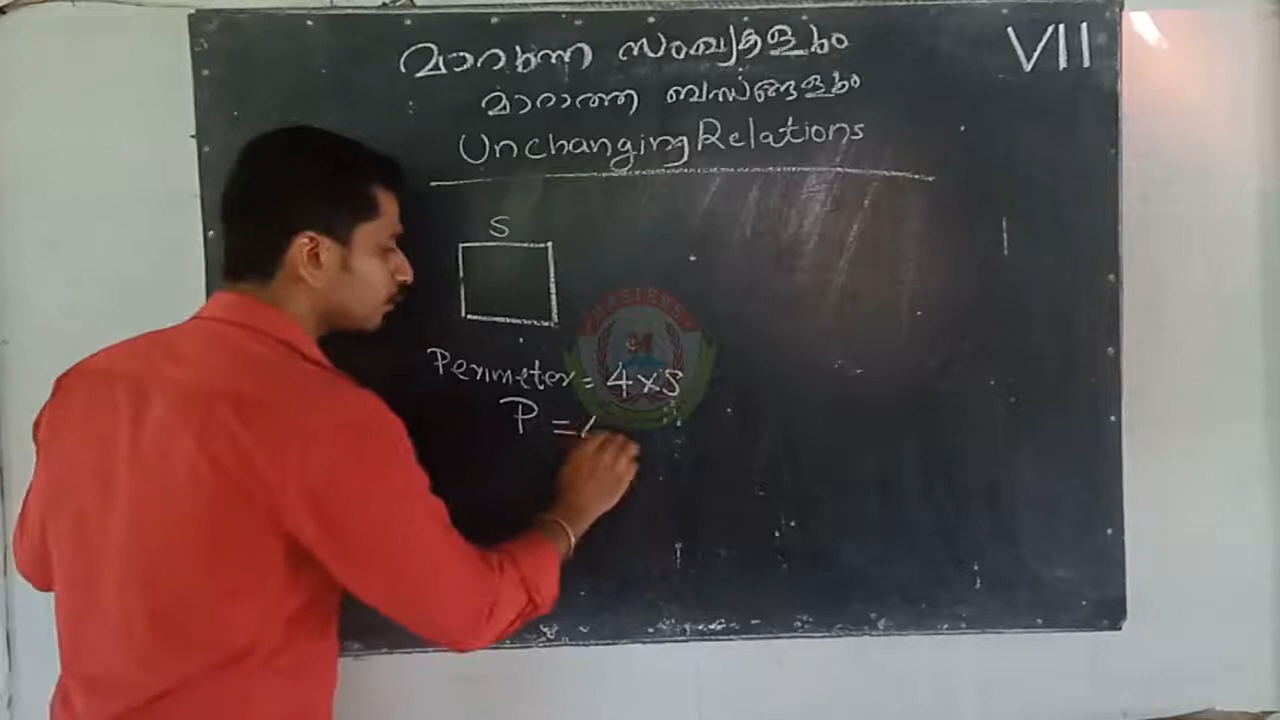 മാറുന്ന സംഖ്യകളും
VII
മാറാത്ത ബന്ധങ്ങളും
Unchanging Relations
S
Perimeter = 4 × S
P =